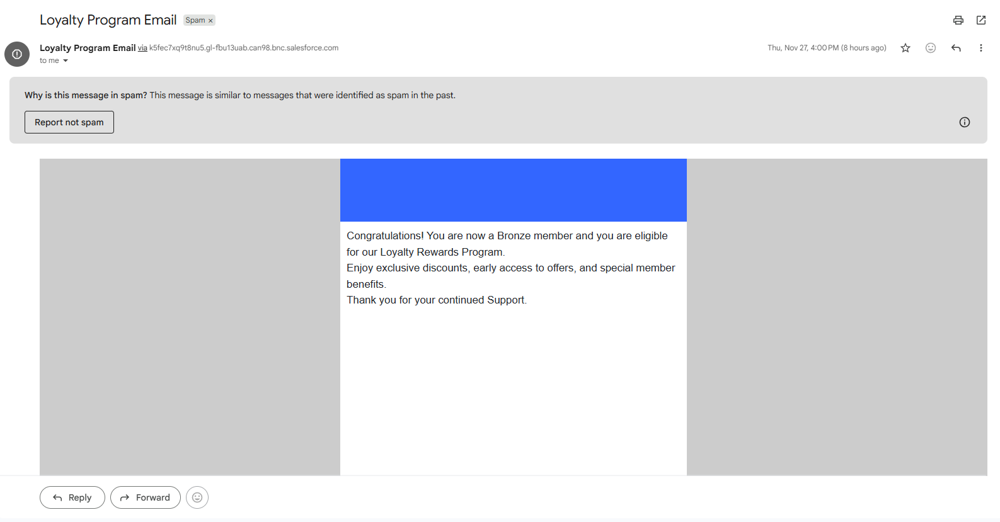 Loyalty Program Email Spam ×
Loyalty Program Email via k5fec7xq9t8nu5.gl-fbu13uab.can98.bnc.salesforce.com Thu, Nov 27, 4:00 PM (8 hours ago)
to me
Why is this message in spam? This message is similar to messages that were identified as spam in the past.
Report not spam
Congratulations! You are now a Bronze member and you are eligible
for our Loyalty Rewards Program.
Enjoy exclusive discounts, early access to offers, and special member
benefits.
Thank you for your continued Support.
Reply Forward